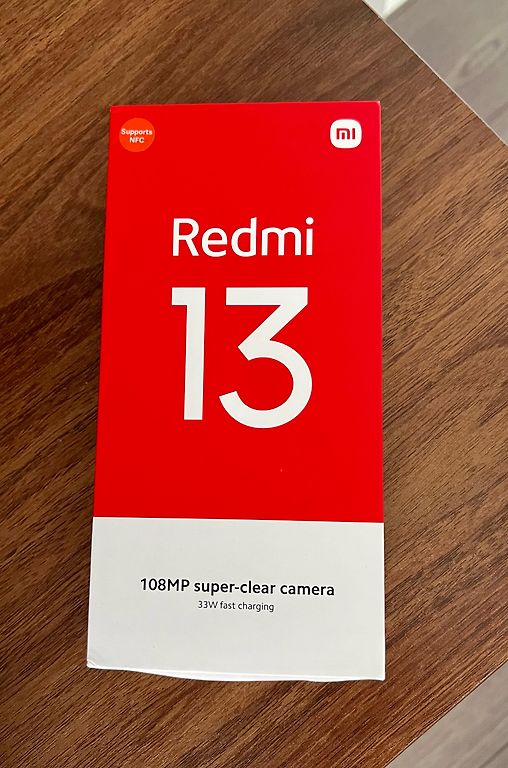 Supports
NFC
mi
Redmi
13
108MP super-clear camera
33W fast charging